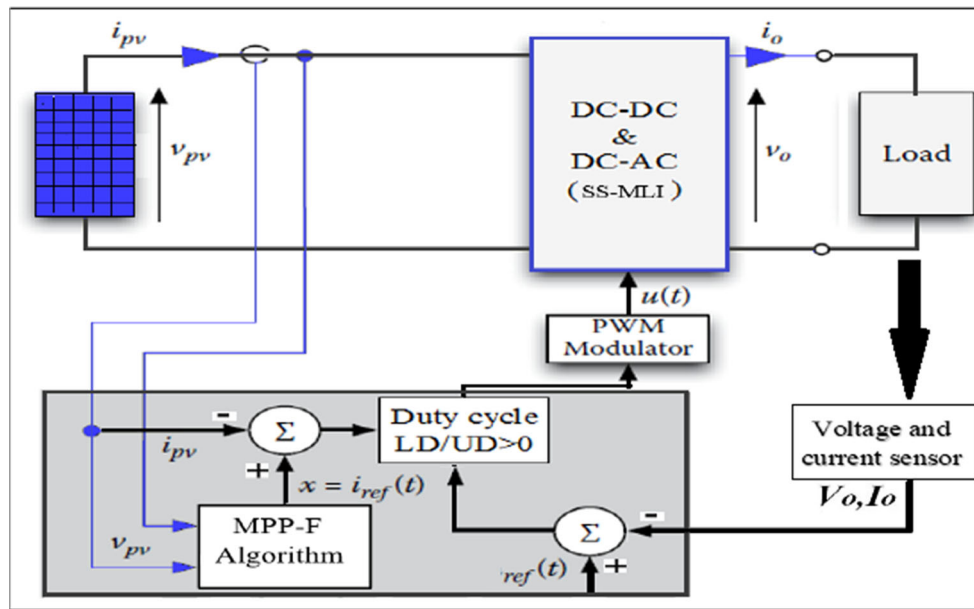 i_pv
i_o
v_pv
DC-DC
&
DC-AC
(SS-MLI)
v_o
Load
u(t)
PWM
Modulator
-
Σ
Duty cycle
LD/UD>0
i_pv
+
x = i_ref(t)
Voltage and
current sensor
Vo,Io
MPP-F
Algorithm
v_pv
Σ
-
ref(t)
+